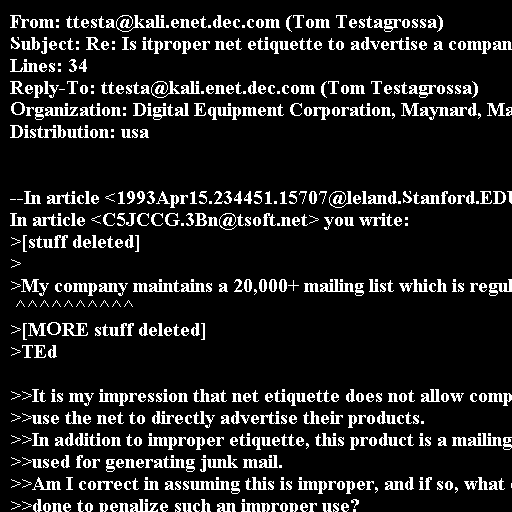 From: ttesta@kali.enet.dec.com (Tom Testagrossa)
Subject: Re: Is itproper net etiquette to advertise a compan
Lines: 34
Reply-To: ttesta@kali.enet.dec.com (Tom Testagrossa)
Organization: Digital Equipment Corporation, Maynard, Ma
Distribution: usa
--In article <1993Apr15.234451.15707@leland.Stanford.EDU
In article <C5JCCG.3Bn@tsoft.net> you write:
>[stuff deleted]
>
>My company maintains a 20,000+ mailing list which is regul
^^^^^^^^^^
>[MORE stuff deleted]
>TEd
>>It is my impression that net etiquette does not allow comp
>>use the net to directly advertise their products.
>>In addition to improper etiquette, this product is a mailing
>>used for generating junk mail.
>>Am I correct in assuming this is improper, and if so, what
>>done to penalize such an improper use?